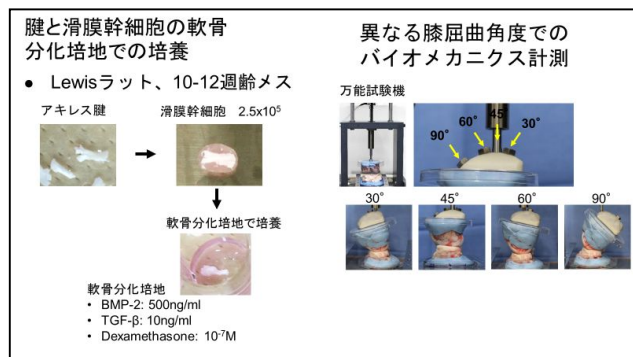 腱と滑膜幹細胞の軟骨
分化培地での培養
● Lewisラット、10-12週齢メス
アキレス腱
滑膜幹細胞 2.5x10⁵
軟骨分化培地で培養
軟骨分化培地
• BMP-2: 500ng/ml
• TGF-β: 10ng/ml
• Dexamethasone: 10⁻⁷M
異なる膝屈曲角度での
バイオメカニクス計測
万能試験機
90°
60°
45
30°
30°
45°
60°
90°